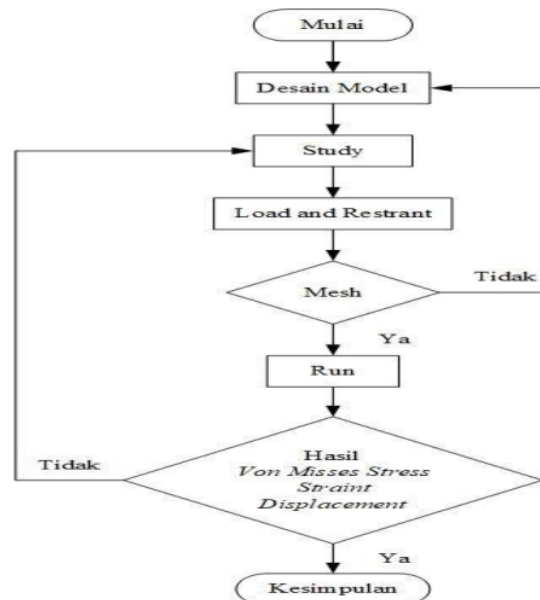 Mulai
Desain Model
Study
Load and Restrant
Mesh
Tidak
Ya
Run
Hasil
Von Misses Stress
Straint
Displacement
Tidak
Ya
Kesimpulan